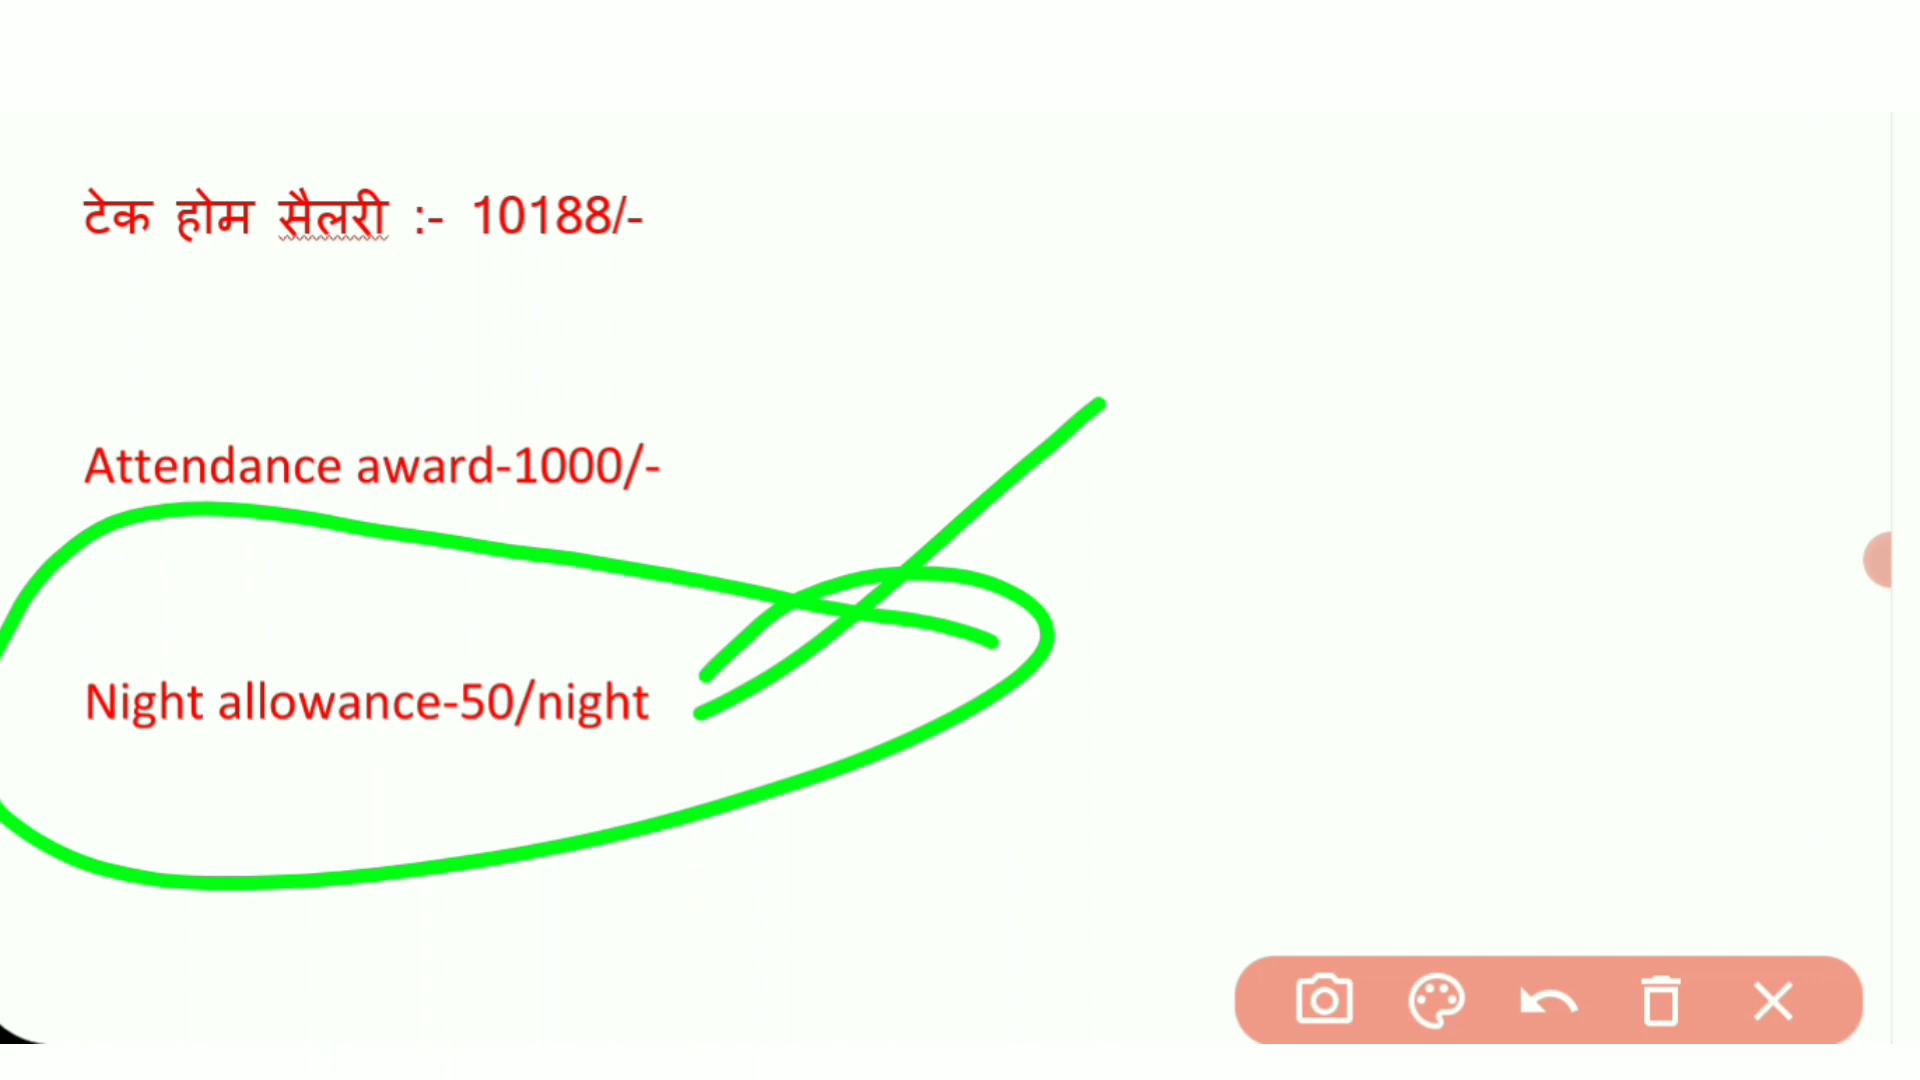 टेक होम सैलरी :- 10188/-
Attendance award-1000/-
Night allowance-50/night